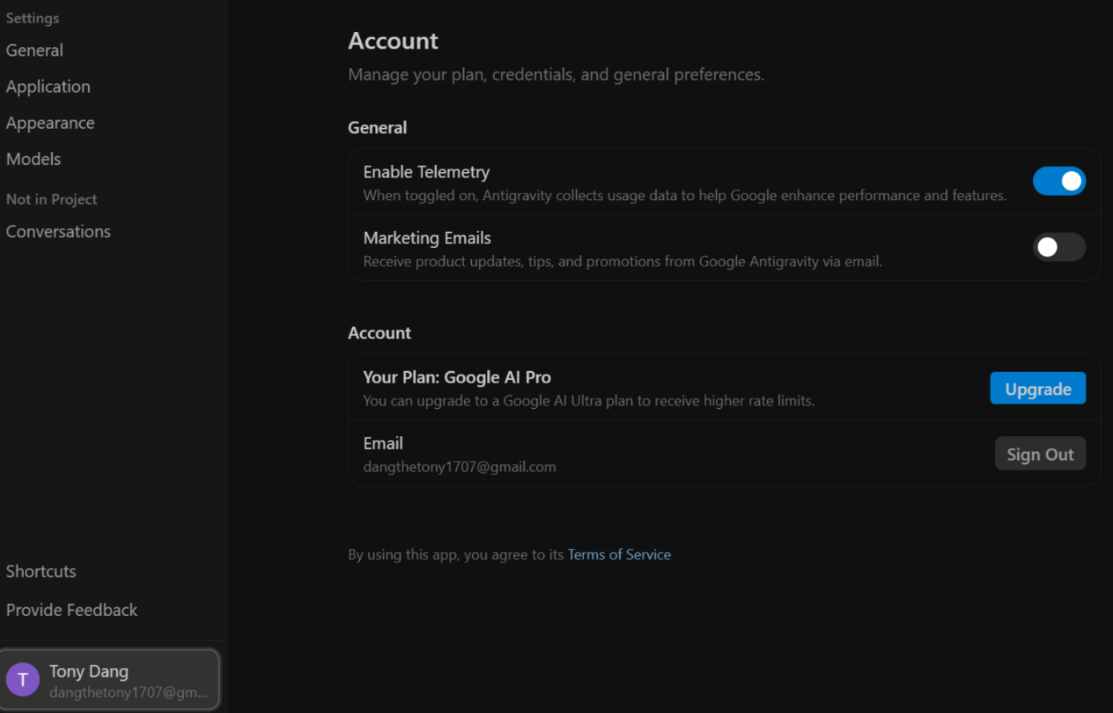 Settings
General
Application
Appearance
Models
Not in Project
Conversations
Shortcuts
Provide Feedback
T
Tony Dang
dangthetony1707@gm...
Account
Manage your plan, credentials, and general preferences.
General
Enable Telemetry
When toggled on, Antigravity collects usage data to help Google enhance performance and features.
Marketing Emails
Receive product updates, tips, and promotions from Google Antigravity via email.
Account
Your Plan: Google AI Pro
You can upgrade to a Google AI Ultra plan to receive higher rate limits.
Upgrade
Email
dangthetony1707@gmail.com
Sign Out
By using this app, you agree to its Terms of Service